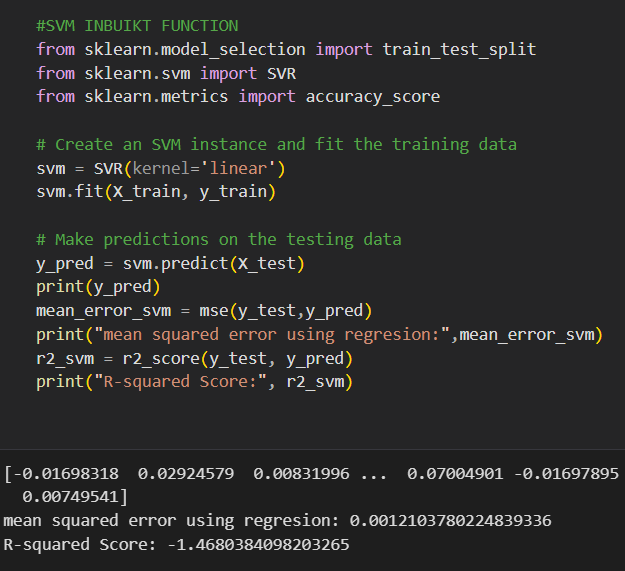 #SVM INBUIKT FUNCTION
from sklearn.model_selection import train_test_split
from sklearn.svm import SVR
from sklearn.metrics import accuracy_score
# Create an SVM instance and fit the training data
svm = SVR(kernel='linear')
svm.fit(X_train, y_train)
# Make predictions on the testing data
y_pred = svm.predict(X_test)
print(y_pred)
mean_error_svm = mse(y_test,y_pred)
print("mean squared error using regresion:",mean_error_svm)
r2_svm = r2_score(y_test, y_pred)
print("R-squared Score:", r2_svm)
[-0.01698318  0.02924579  0.00831996 ...  0.07004901 -0.01697895
  0.00749541]
mean squared error using regresion: 0.0012103780224839336
R-squared Score: -1.4680384098203265